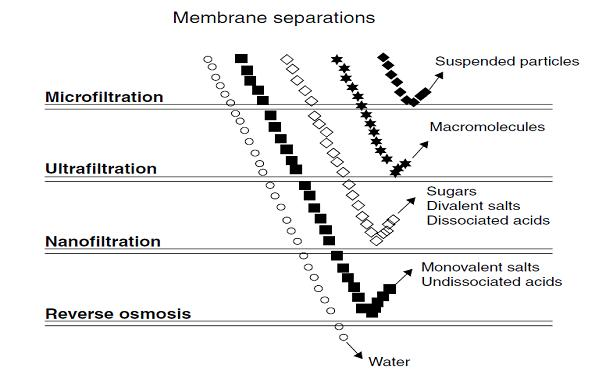 Membrane separations
Suspended particles
Microfiltration
Macromolecules
Ultrafiltration
Sugars
Divalent salts
Dissociated acids
Nanofiltration
Monovalent salts
Undissociated acids
Reverse osmosis
Water